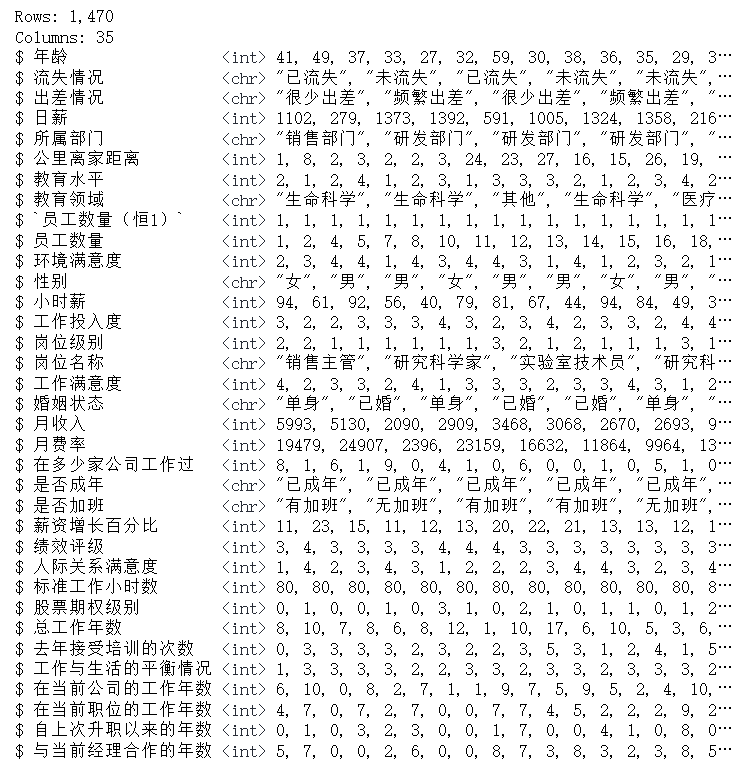 Rows: 1,470
Columns: 35
$ 年龄 <int> 41, 49, 37, 33, 27, 32, 59, 30, 38, 36, 35, 29, 3…
$ 流失情况 <chr> "已流失", "未流失", "已流失", "未流失", "未流失",…
$ 出差情况 <chr> "很少出差", "频繁出差", "很少出差", "频繁出差", "…
$ 日薪 <int> 1102, 279, 1373, 1392, 591, 1005, 1324, 1358, 216…
$ 所属部门 <chr> "销售部门", "研发部门", "研发部门", "研发部门", "…
$ 公里离家距离 <int> 1, 8, 2, 3, 2, 2, 3, 24, 23, 27, 16, 15, 26, 19, …
$ 教育水平 <int> 2, 1, 2, 4, 1, 2, 3, 1, 3, 3, 3, 2, 1, 2, 3, 4, 2…
$ 教育领域 <chr> "生命科学", "生命科学", "其他", "生命科学", "医疗…
$ `员工数量（恒1）` <int> 1, 1, 1, 1, 1, 1, 1, 1, 1, 1, 1, 1, 1, 1, 1, 1, 1…
$ 员工数量 <int> 1, 2, 4, 5, 7, 8, 10, 11, 12, 13, 14, 15, 16, 18,…
$ 环境满意度 <int> 2, 3, 4, 4, 1, 4, 3, 4, 4, 3, 1, 4, 1, 2, 3, 2, 1…
$ 性别 <chr> "女", "男", "男", "女", "男", "男", "女", "男", "…
$ 小时薪 <int> 94, 61, 92, 56, 40, 79, 81, 67, 44, 94, 84, 49, 3…
$ 工作投入度 <int> 3, 2, 2, 3, 3, 3, 4, 3, 2, 3, 4, 2, 3, 3, 2, 4, 4…
$ 岗位级别 <int> 2, 2, 1, 1, 1, 1, 1, 1, 3, 2, 1, 2, 1, 1, 1, 3, 1…
$ 岗位名称 <chr> "销售主管", "研究科学家", "实验室技术员", "研究科…
$ 工作满意度 <int> 4, 2, 3, 3, 2, 4, 1, 3, 3, 3, 2, 3, 3, 4, 3, 1, 2…
$ 婚姻状态 <chr> "单身", "已婚", "单身", "已婚", "已婚", "单身", "…
$ 月收入 <int> 5993, 5130, 2090, 2909, 3468, 3068, 2670, 2693, 9…
$ 月费率 <int> 19479, 24907, 2396, 23159, 16632, 11864, 9964, 13…
$ 在多少家公司工作过 <int> 8, 1, 6, 1, 9, 0, 4, 1, 0, 6, 0, 0, 1, 0, 5, 1, 0…
$ 是否成年 <chr> "已成年", "已成年", "已成年", "已成年", "已成年",…
$ 是否加班 <chr> "有加班", "无加班", "有加班", "有加班", "无加班",…
$ 薪资增长百分比 <int> 11, 23, 15, 11, 12, 13, 20, 22, 21, 13, 13, 12, 1…
$ 绩效评级 <int> 3, 4, 3, 3, 3, 3, 4, 4, 4, 3, 3, 3, 3, 3, 3, 3, 3…
$ 人际关系满意度 <int> 1, 4, 2, 3, 4, 3, 1, 2, 2, 2, 3, 4, 4, 3, 2, 3, 4…
$ 标准工作小时数 <int> 80, 80, 80, 80, 80, 80, 80, 80, 80, 80, 80, 80, 8…
$ 股票期权级别 <int> 0, 1, 0, 0, 1, 0, 3, 1, 0, 2, 1, 0, 1, 1, 0, 1, 2…
$ 总工作年数 <int> 8, 10, 7, 8, 6, 8, 12, 1, 10, 17, 6, 10, 5, 3, 6,…
$ 去年接受培训的次数 <int> 0, 3, 3, 3, 3, 2, 3, 2, 2, 3, 5, 3, 1, 2, 4, 1, 5…
$ 工作与生活的平衡情况 <int> 1, 3, 3, 3, 3, 2, 2, 3, 3, 2, 3, 3, 2, 3, 3, 3, 2…
$ 在当前公司的工作年数 <int> 6, 10, 0, 8, 2, 7, 1, 1, 9, 7, 5, 9, 5, 2, 4, 10,…
$ 在当前职位的工作年数 <int> 4, 7, 0, 7, 2, 7, 0, 0, 7, 7, 4, 5, 2, 2, 2, 9, 2…
$ 自上次升职以来的年数 <int> 0, 1, 0, 3, 2, 3, 0, 0, 1, 7, 0, 0, 4, 1, 0, 8, 0…
$ 与当前经理合作的年数 <int> 5, 7, 0, 0, 2, 6, 0, 0, 8, 7, 3, 8, 3, 2, 3, 8, 5…